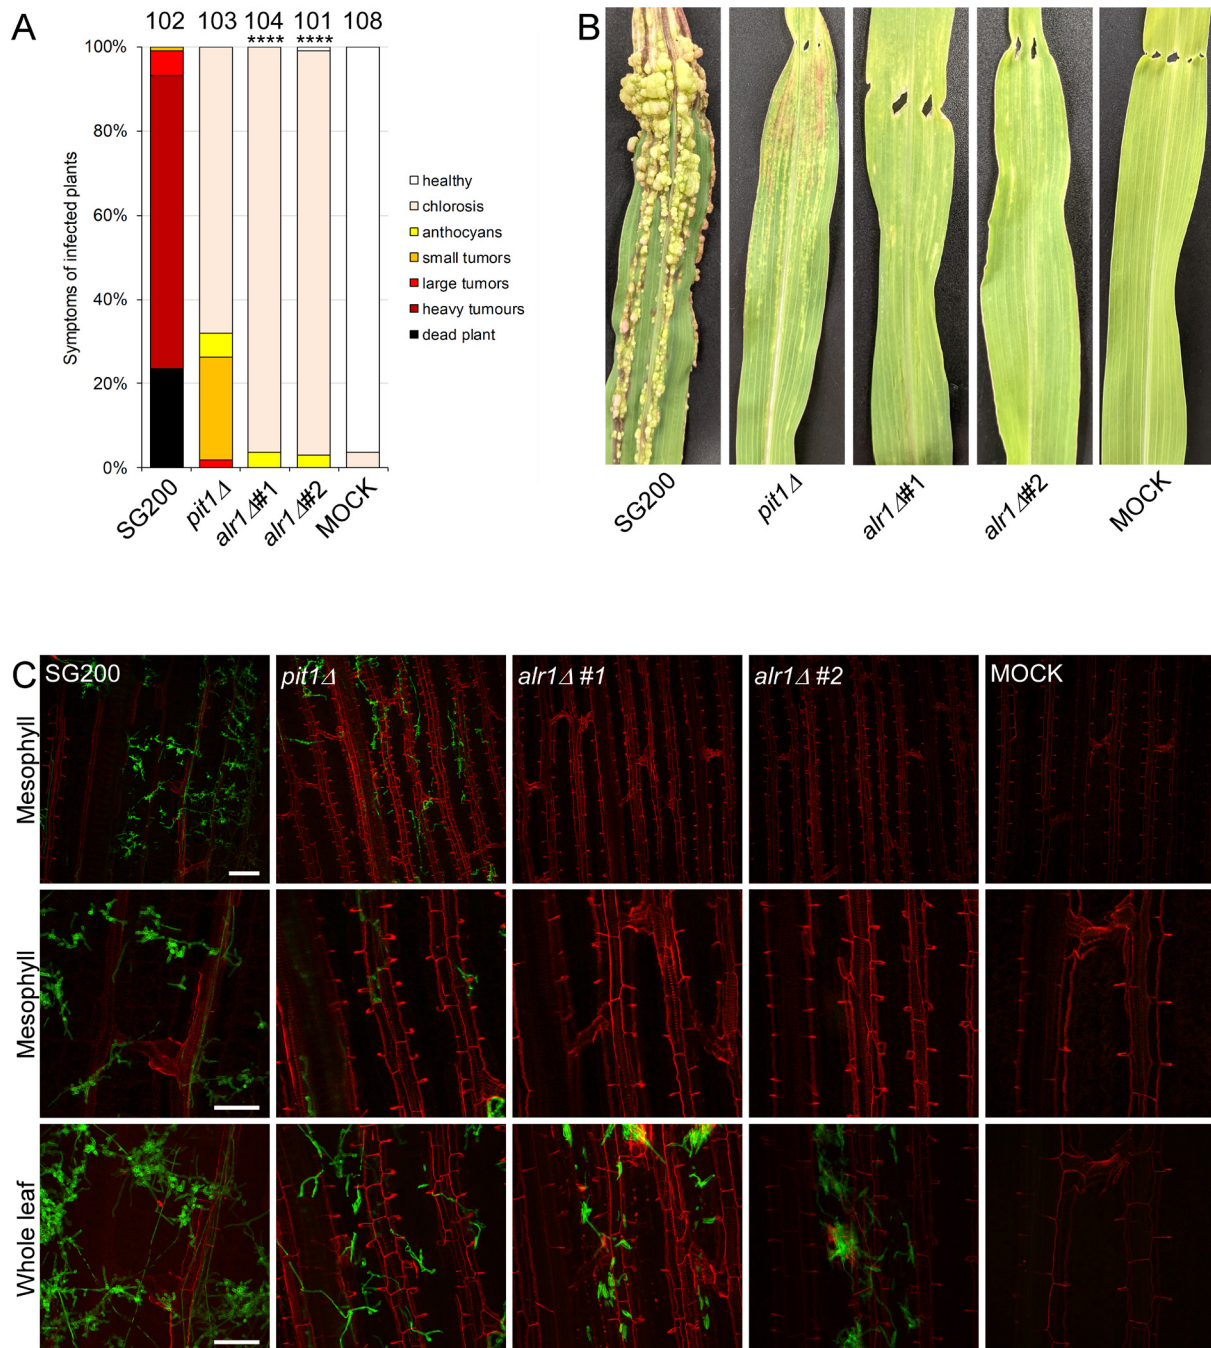 A
102 103 104 101 108
**** ****
100%
80%
60%
40%
20%
0%
Symptoms of infected plants
SG200
pit1Δ
alr1Δ#1
alr1Δ#2
MOCK
healthy
chlorosis
anthocyans
small tumors
large tumors
heavy tumours
dead plant
B
SG200
pit1Δ
alr1Δ#1
alr1Δ#2
MOCK
C
SG200
pit1Δ
alr1Δ #1
alr1Δ #2
MOCK
Mesophyll
Mesophyll
Whole leaf